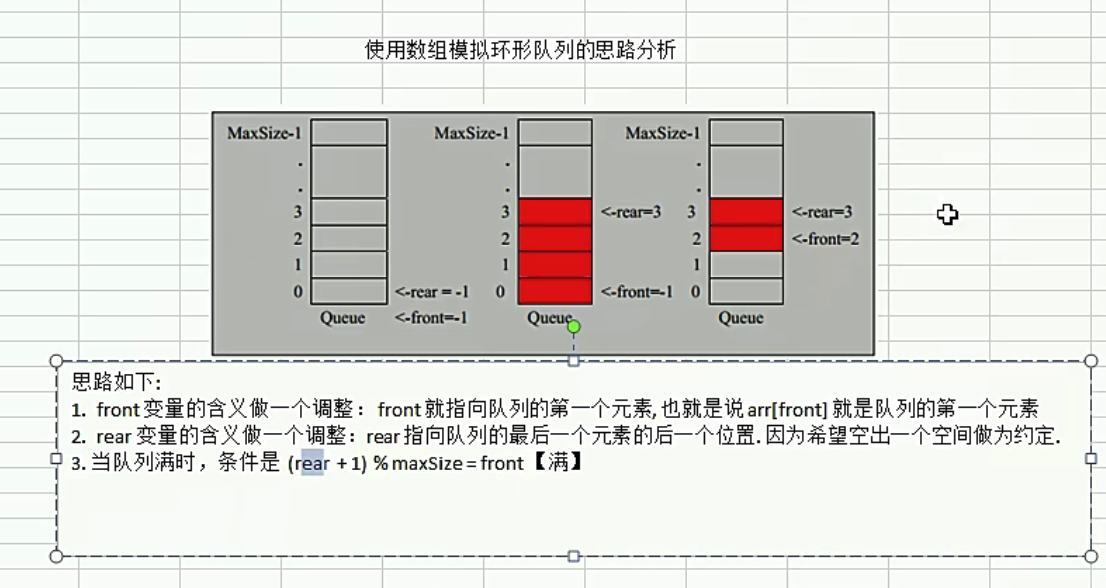 使用数组模拟环形队列的思路分析
MaxSize-1 MaxSize-1 MaxSize-1
. . .
. . .
3 3 <-rear=3 3 <-rear=3
2 2 2 <-front=2
1 1 1
0 <-rear = -1 0 <-front=-1 0
Queue <-front=-1 Queue Queue
思路如下:
1. front 变量的含义做一个调整： front 就指向队列的第一个元素, 也就是说 arr[front] 就是队列的第一个元素
2. rear 变量的含义做一个调整：rear 指向队列的最后一个元素的后一个位置. 因为希望空出一个空间做为约定.
3. 当队列满时，条件是 (rear + 1) % maxSize = front【满】